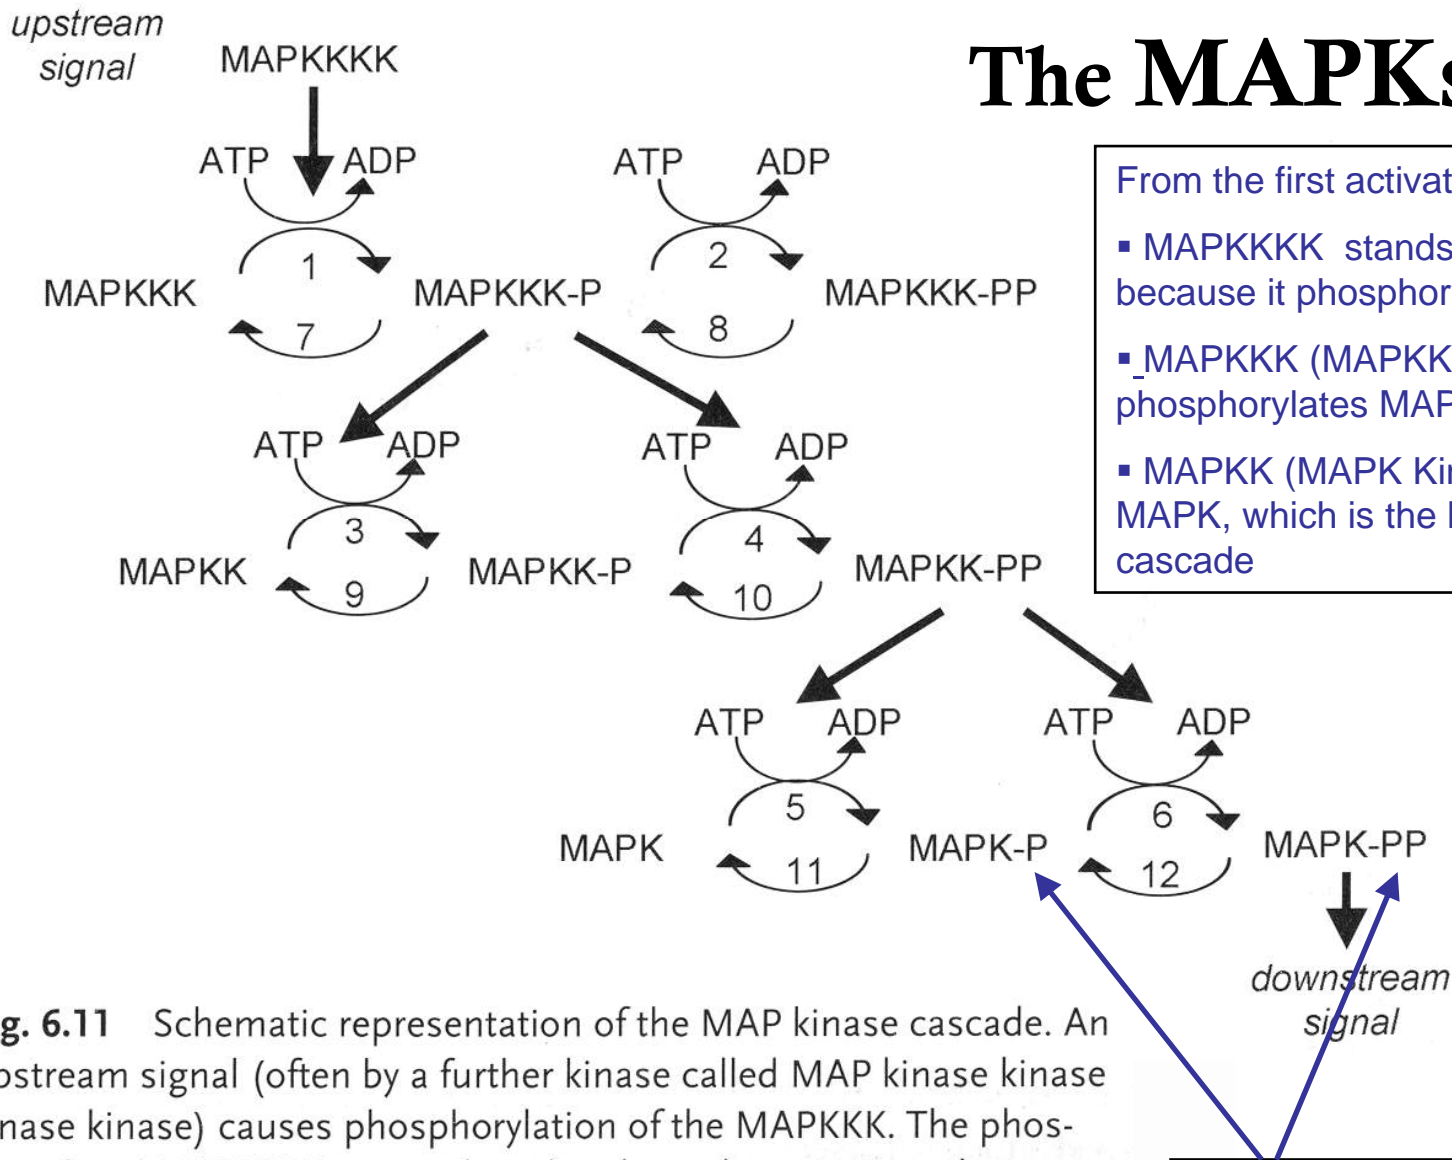 upstream
signal
MAPKKKK
The MAPKs
ATP ADP
ATP ADP
1
2
MAPKKK
MAPKKK-P
MAPKKK-PP
7
8
ATP ADP
ATP ADP
3
4
MAPKK
MAPKK-P
MAPKK-PP
9
10
ATP ADP
ATP ADP
5
6
MAPK
MAPK-P
MAPK-PP
11
12
downstream
signal
From the first activat
▪ MAPKKKK stands
because it phosphor
▪ MAPKKK (MAPKK
phosphorylates MAP
▪ MAPKK (MAPK Kin
MAPK, which is the
cascade
g. 6.11 Schematic representation of the MAP kinase cascade. An
pstream signal (often by a further kinase called MAP kinase kinase
nase kinase) causes phosphorylation of the MAPKKK. The phos-